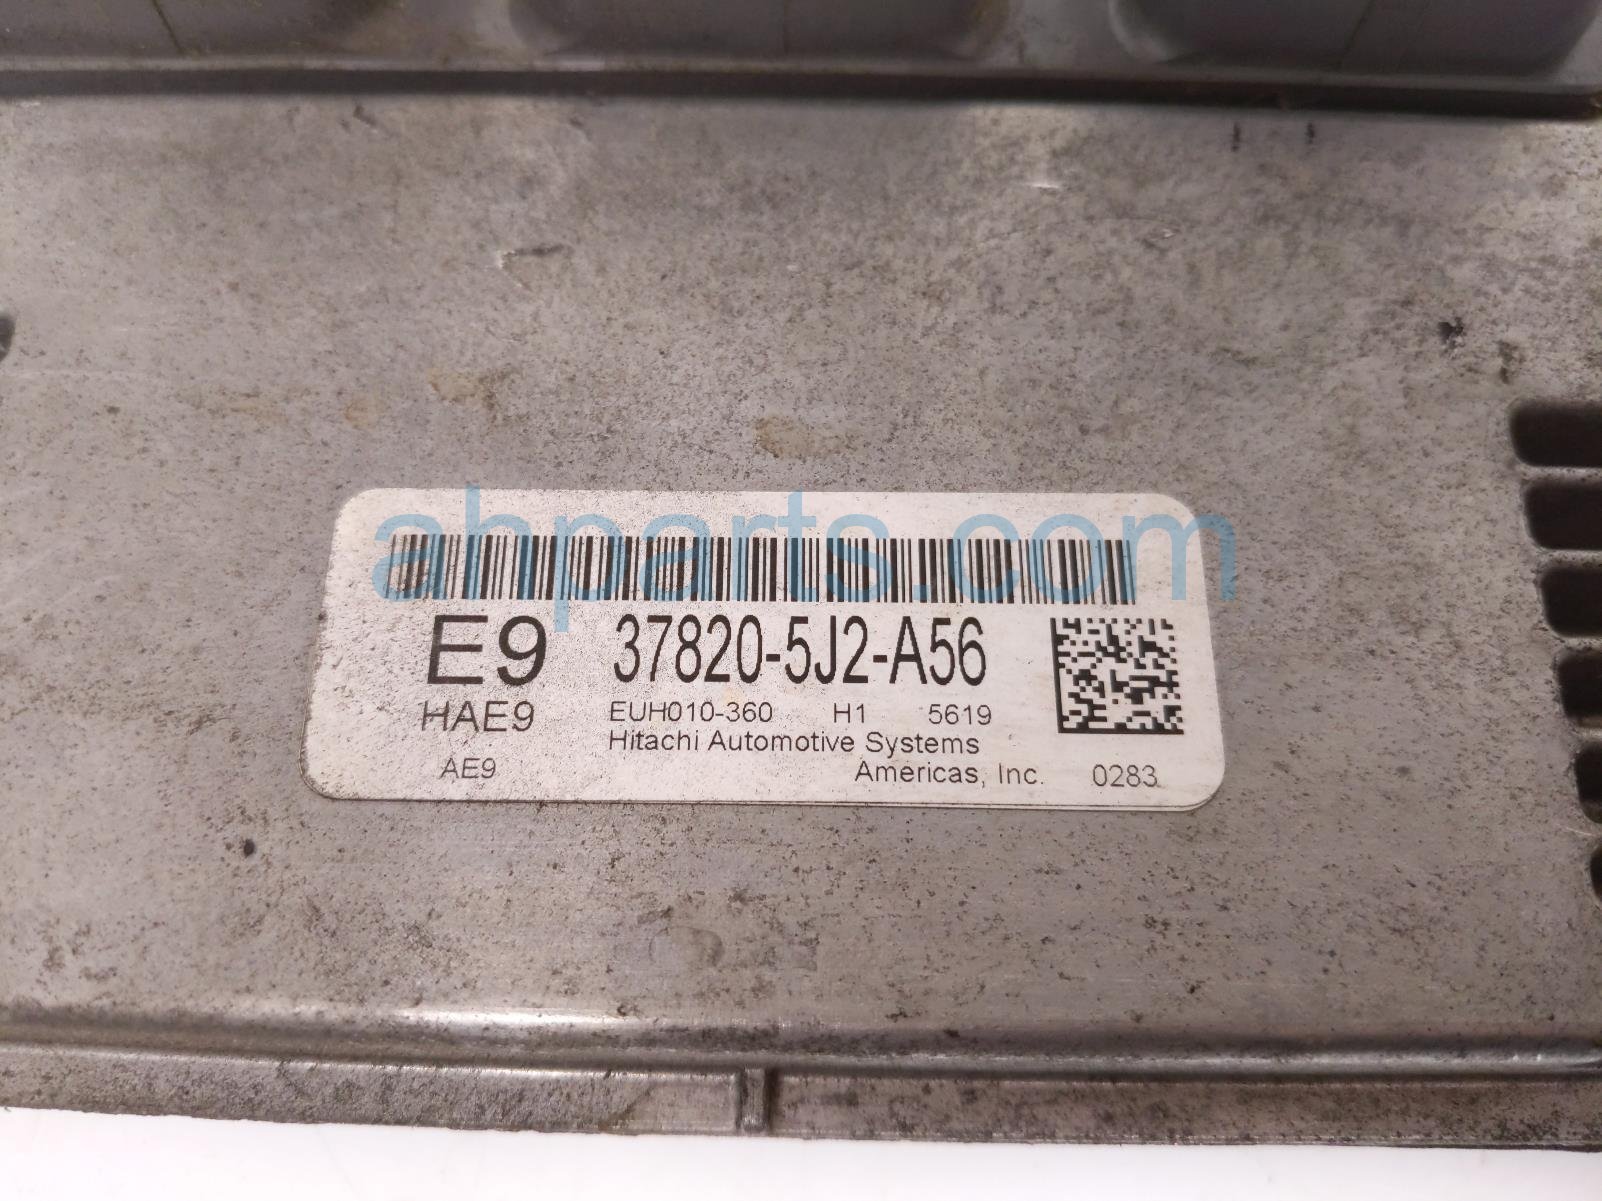 ahparts.com
E9 37820-5J2-A56
HAE9 EUH010-360 H1 5619
Hitachi Automotive Systems
AE9 Americas, Inc. 0283